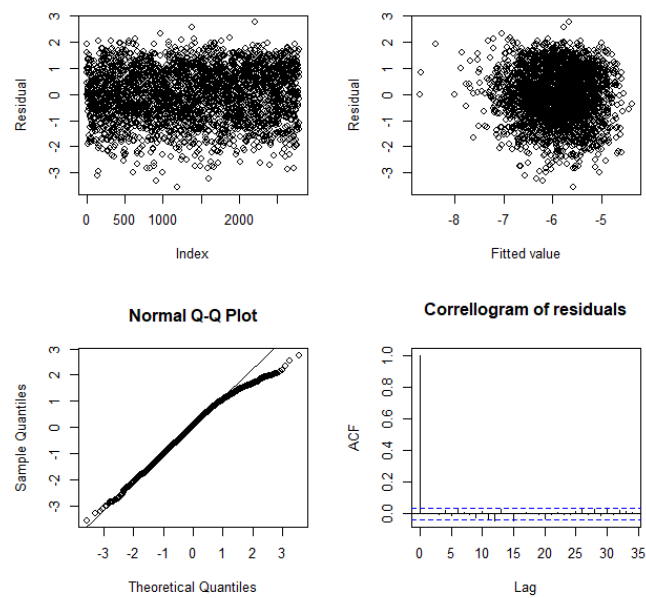 3
2
1
0
-1
-2
-3
Residual
0 500 1000 2000
Index
3
2
1
0
-1
-2
-3
Residual
-8 -7 -6 -5
Fitted value
Normal Q-Q Plot
3
2
1
0
-1
-2
-3
Sample Quantiles
-3 -2 -1 0 1 2 3
Theoretical Quantiles
Correllogram of residuals
1.0
0.8
0.6
0.4
0.2
0.0
ACF
0 5 10 15 20 25 30 35
Lag